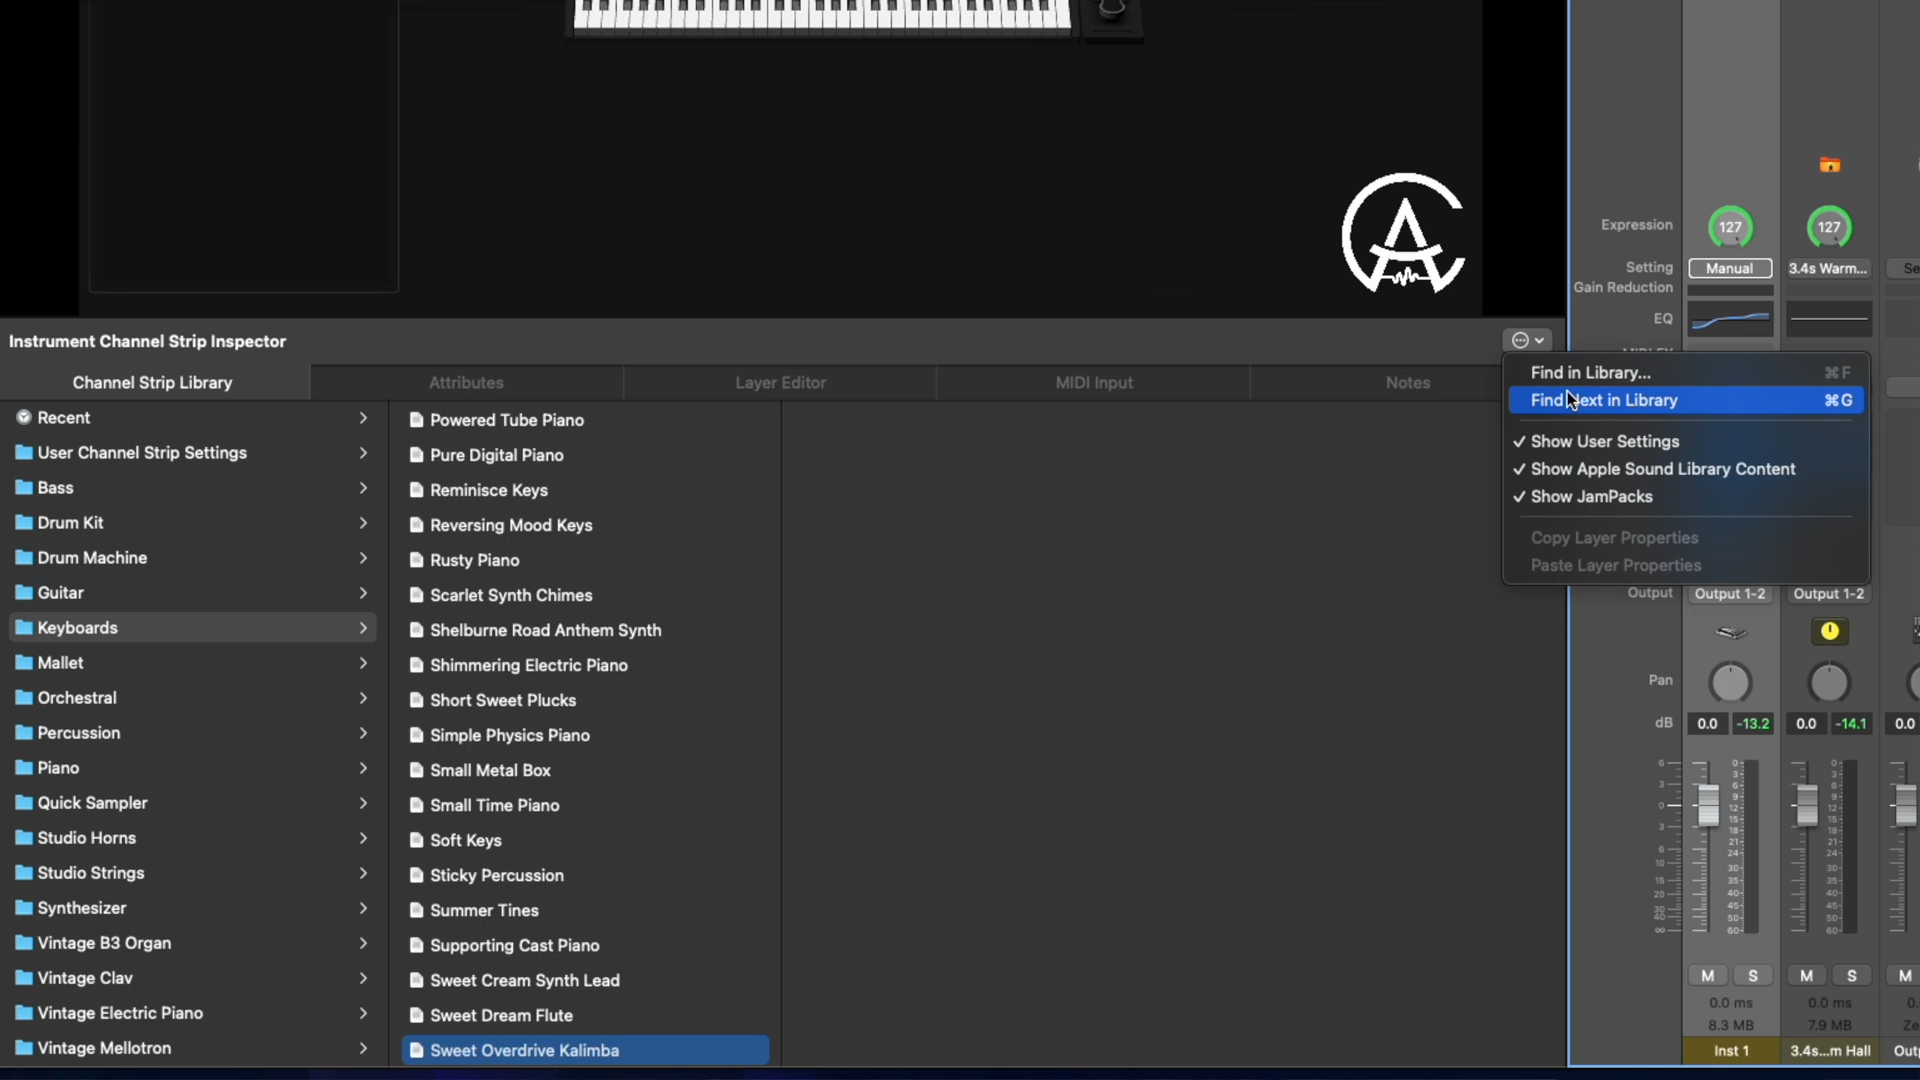 Instrument Channel Strip Inspector
Channel Strip Library
Attributes
Layer Editor
MIDI Input
Notes
Recent
User Channel Strip Settings
Bass
Drum Kit
Drum Machine
Guitar
Keyboards
Mallet
Orchestral
Percussion
Piano
Quick Sampler
Studio Horns
Studio Strings
Synthesizer
Vintage B3 Organ
Vintage Clav
Vintage Electric Piano
Vintage Mellotron
Powered Tube Piano
Pure Digital Piano
Reminisce Keys
Reversing Mood Keys
Rusty Piano
Scarlet Synth Chimes
Shelburne Road Anthem Synth
Shimmering Electric Piano
Short Sweet Plucks
Simple Physics Piano
Small Metal Box
Small Time Piano
Soft Keys
Sticky Percussion
Summer Tines
Supporting Cast Piano
Sweet Cream Synth Lead
Sweet Dream Flute
Sweet Overdrive Kalimba
Expression 127 127
Setting Manual 3.4s Warm...
Gain Reduction
EQ
Find in Library... ⌘F
Find Next in Library ⌘G
✓ Show User Settings
✓ Show Apple Sound Library Content
✓ Show JamPacks
Copy Layer Properties
Paste Layer Properties
Output Output 1-2 Output 1-2
Pan
dB 0.0 -13.2 0.0 -14.1 0.0
M S M S M
0.0 ms 0.0 ms
8.3 MB 7.9 MB
Inst 1 3.4s...m Hall